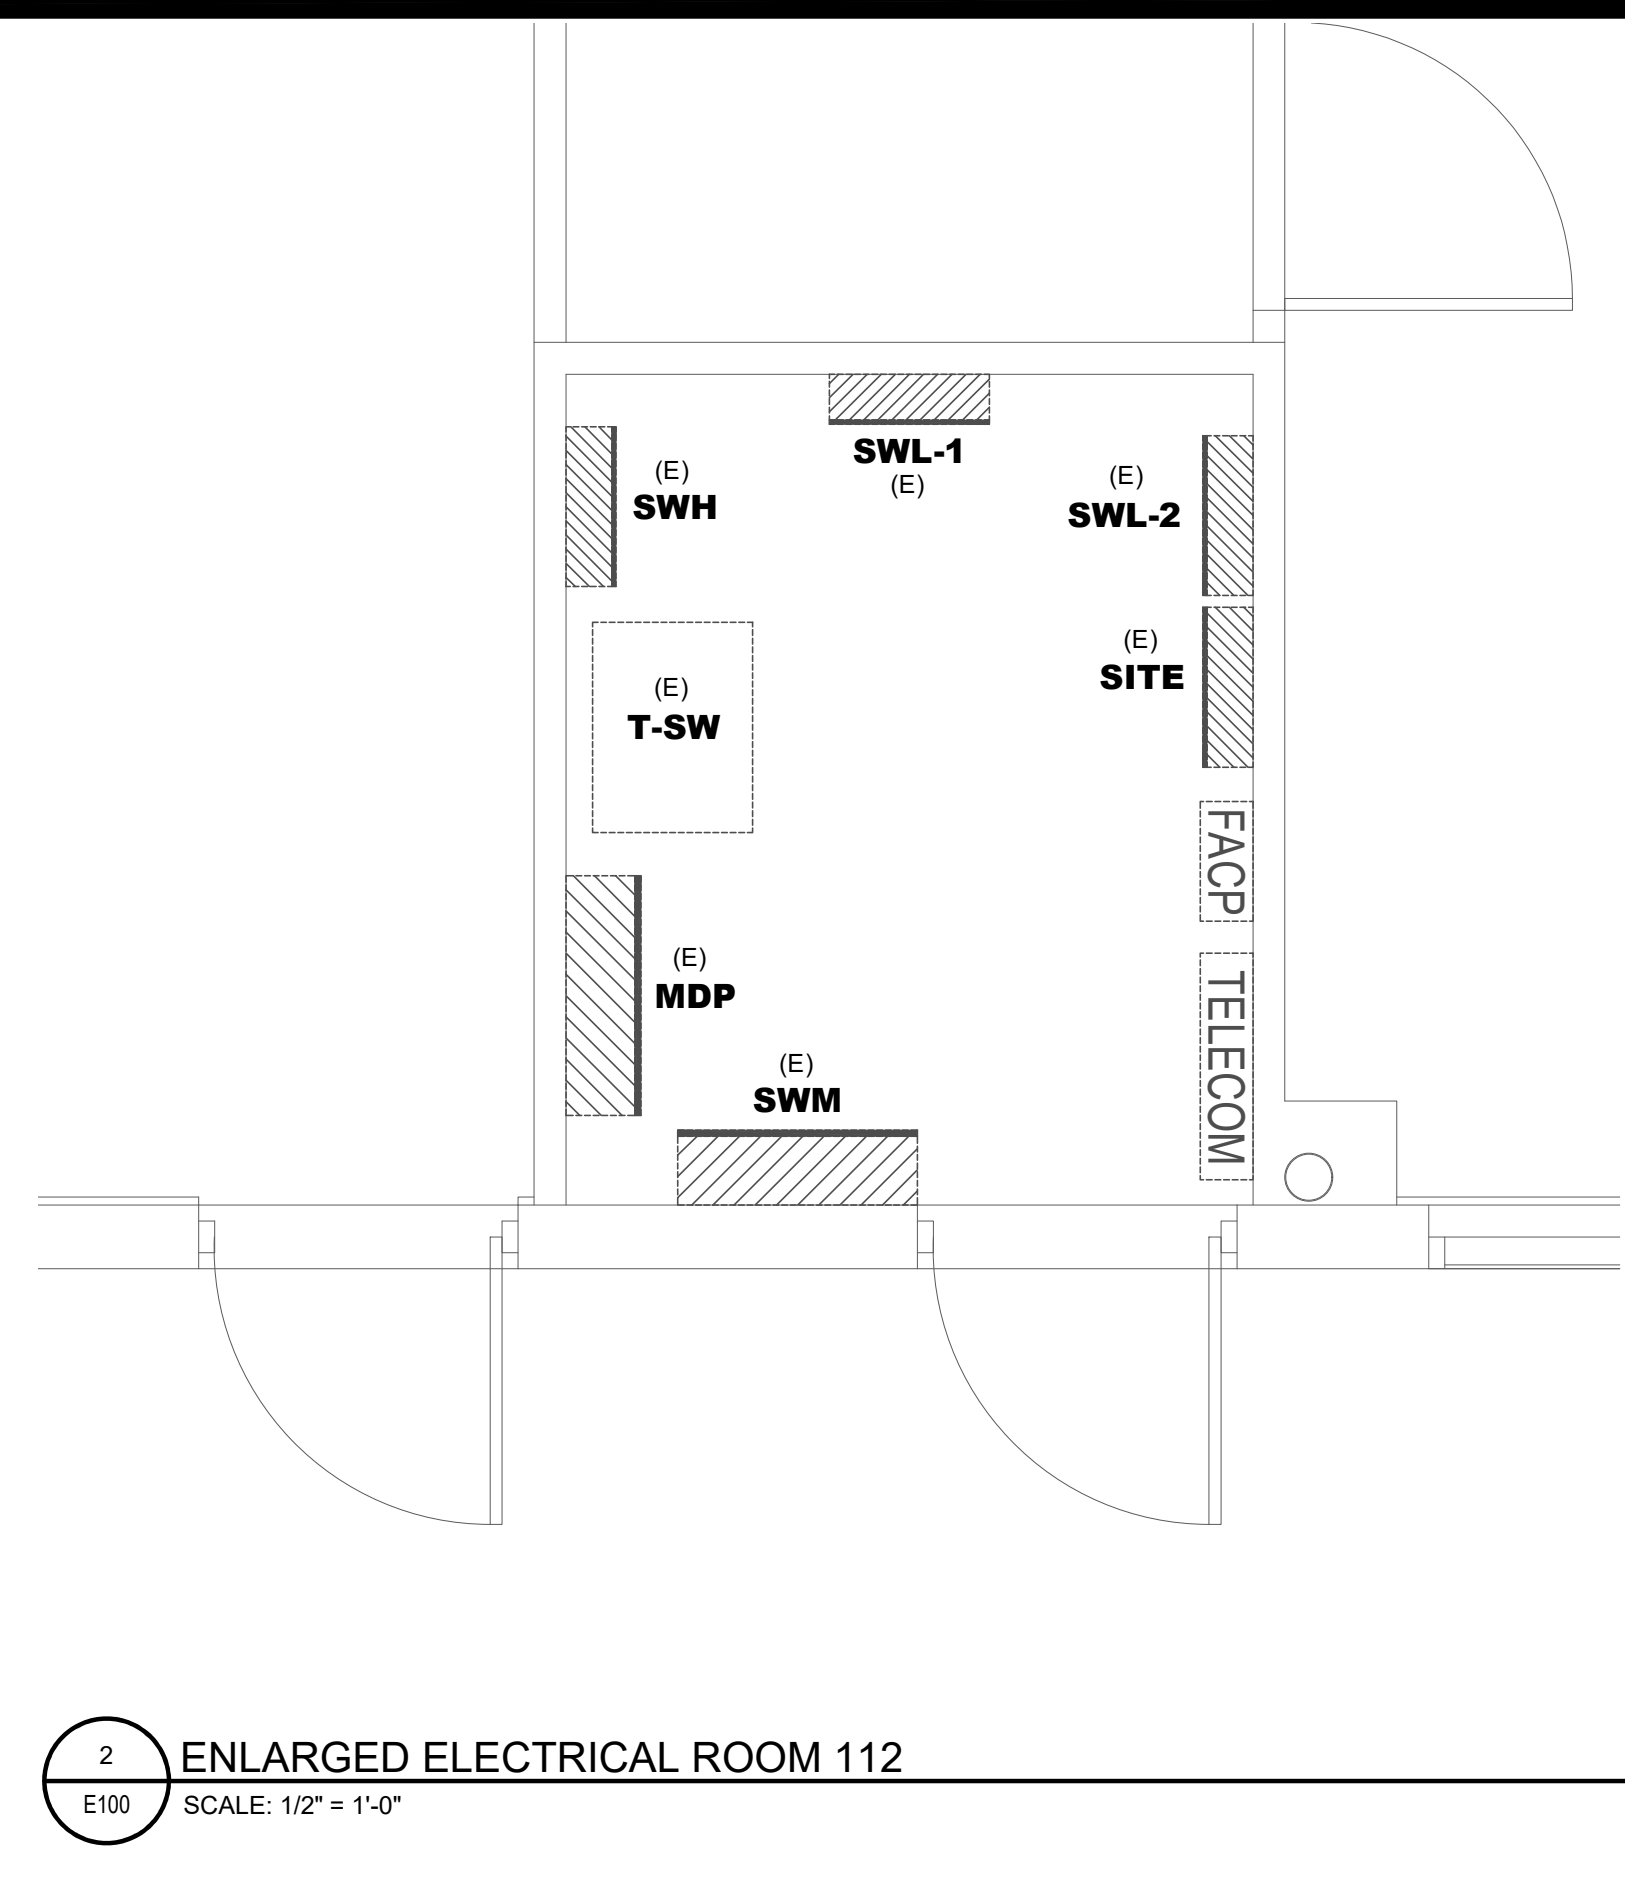 SWL-1
(E)
(E)
SWH
(E)
SWL-2
(E)
SITE
(E)
T-SW
FACP
(E)
MDP
TELECOM
(E)
SWM
2
ENLARGED ELECTRICAL ROOM 112
E100
SCALE: 1/2" = 1'-0"